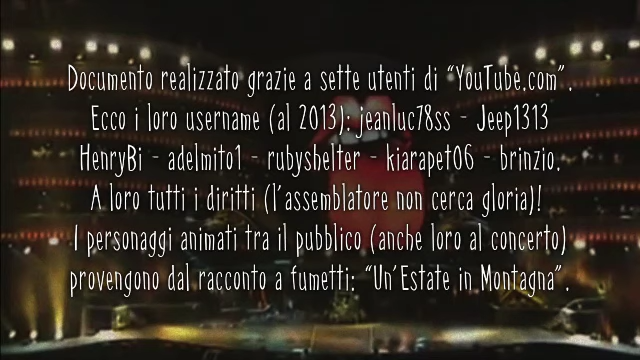 Documento realizzato grazie a sette utenti di “YouTube.com”.
Ecco i loro username (al 2013): jeanluc78ss - Jeep1313
HenryBi - adelmito1 - rubyshelter - kiarapet06 - brinzio.
A loro tutti i diritti (l'assemblatore non cerca gloria)!
I personaggi animati tra il pubblico (anche loro al concerto)
provengono dal racconto a fumetti: “Un'Estate in Montagna”.